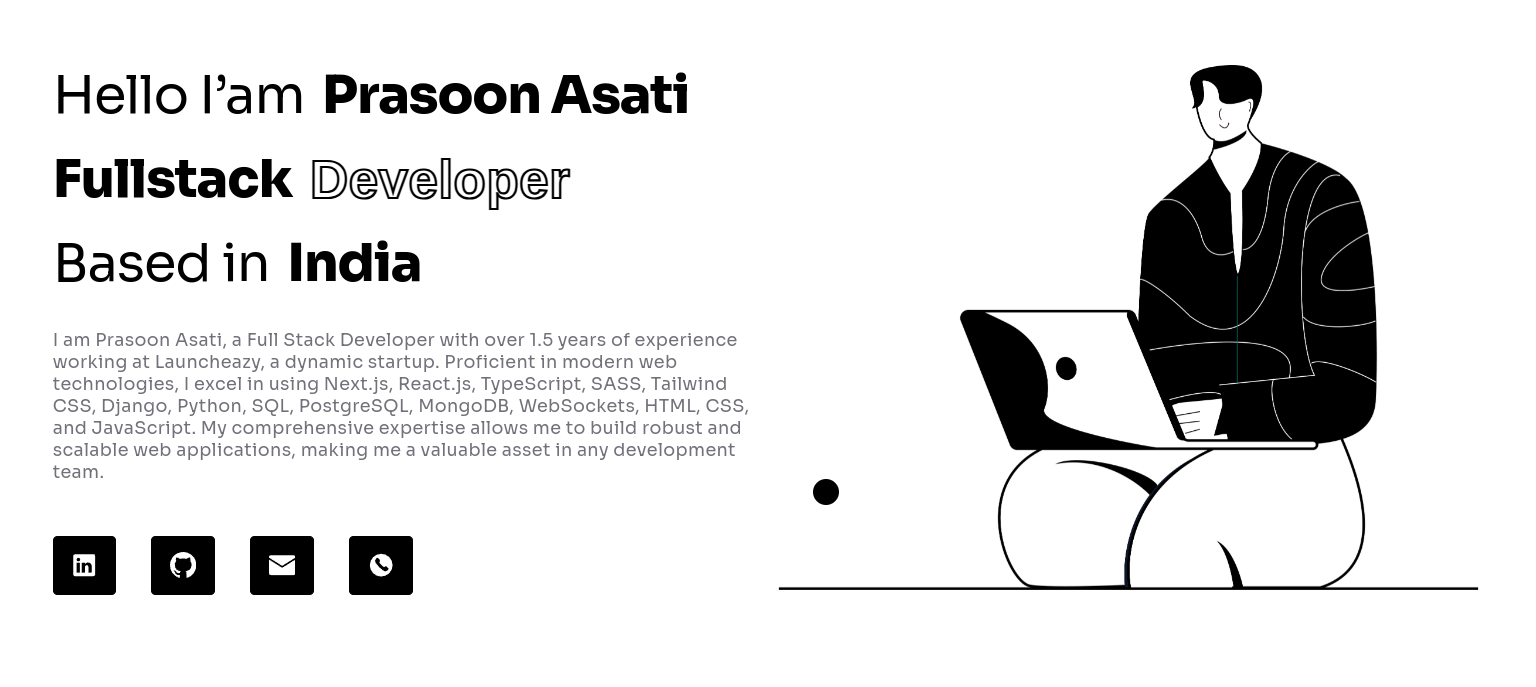 Hello I’am Prasoon Asati
Fullstack Developer
Based in India
I am Prasoon Asati, a Full Stack Developer with over 1.5 years of experience
working at Launcheazy, a dynamic startup. Proficient in modern web
technologies, I excel in using Next.js, React.js, TypeScript, SASS, Tailwind
CSS, Django, Python, SQL, PostgreSQL, MongoDB, WebSockets, HTML, CSS,
and JavaScript. My comprehensive expertise allows me to build robust and
scalable web applications, making me a valuable asset in any development
team.
in